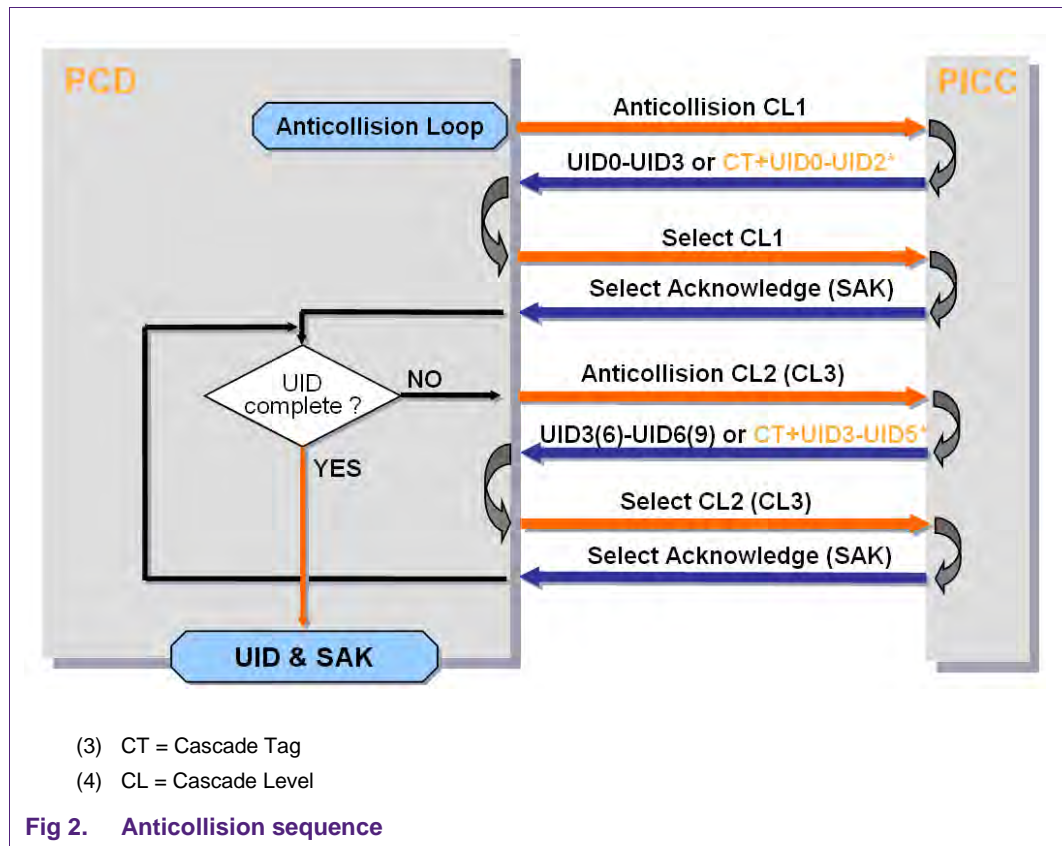 PCD
PICC
Anticollision Loop
Anticollision CL1
UID0-UID3 or CT+UID0-UID2*
Select CL1
Select Acknowledge (SAK)
UID complete ?
NO
YES
Anticollision CL2 (CL3)
UID3(6)-UID6(9) or CT+UID3-UID5*
Select CL2 (CL3)
Select Acknowledge (SAK)
UID & SAK
(3) CT = Cascade Tag
(4) CL = Cascade Level
Fig 2. Anticollision sequence